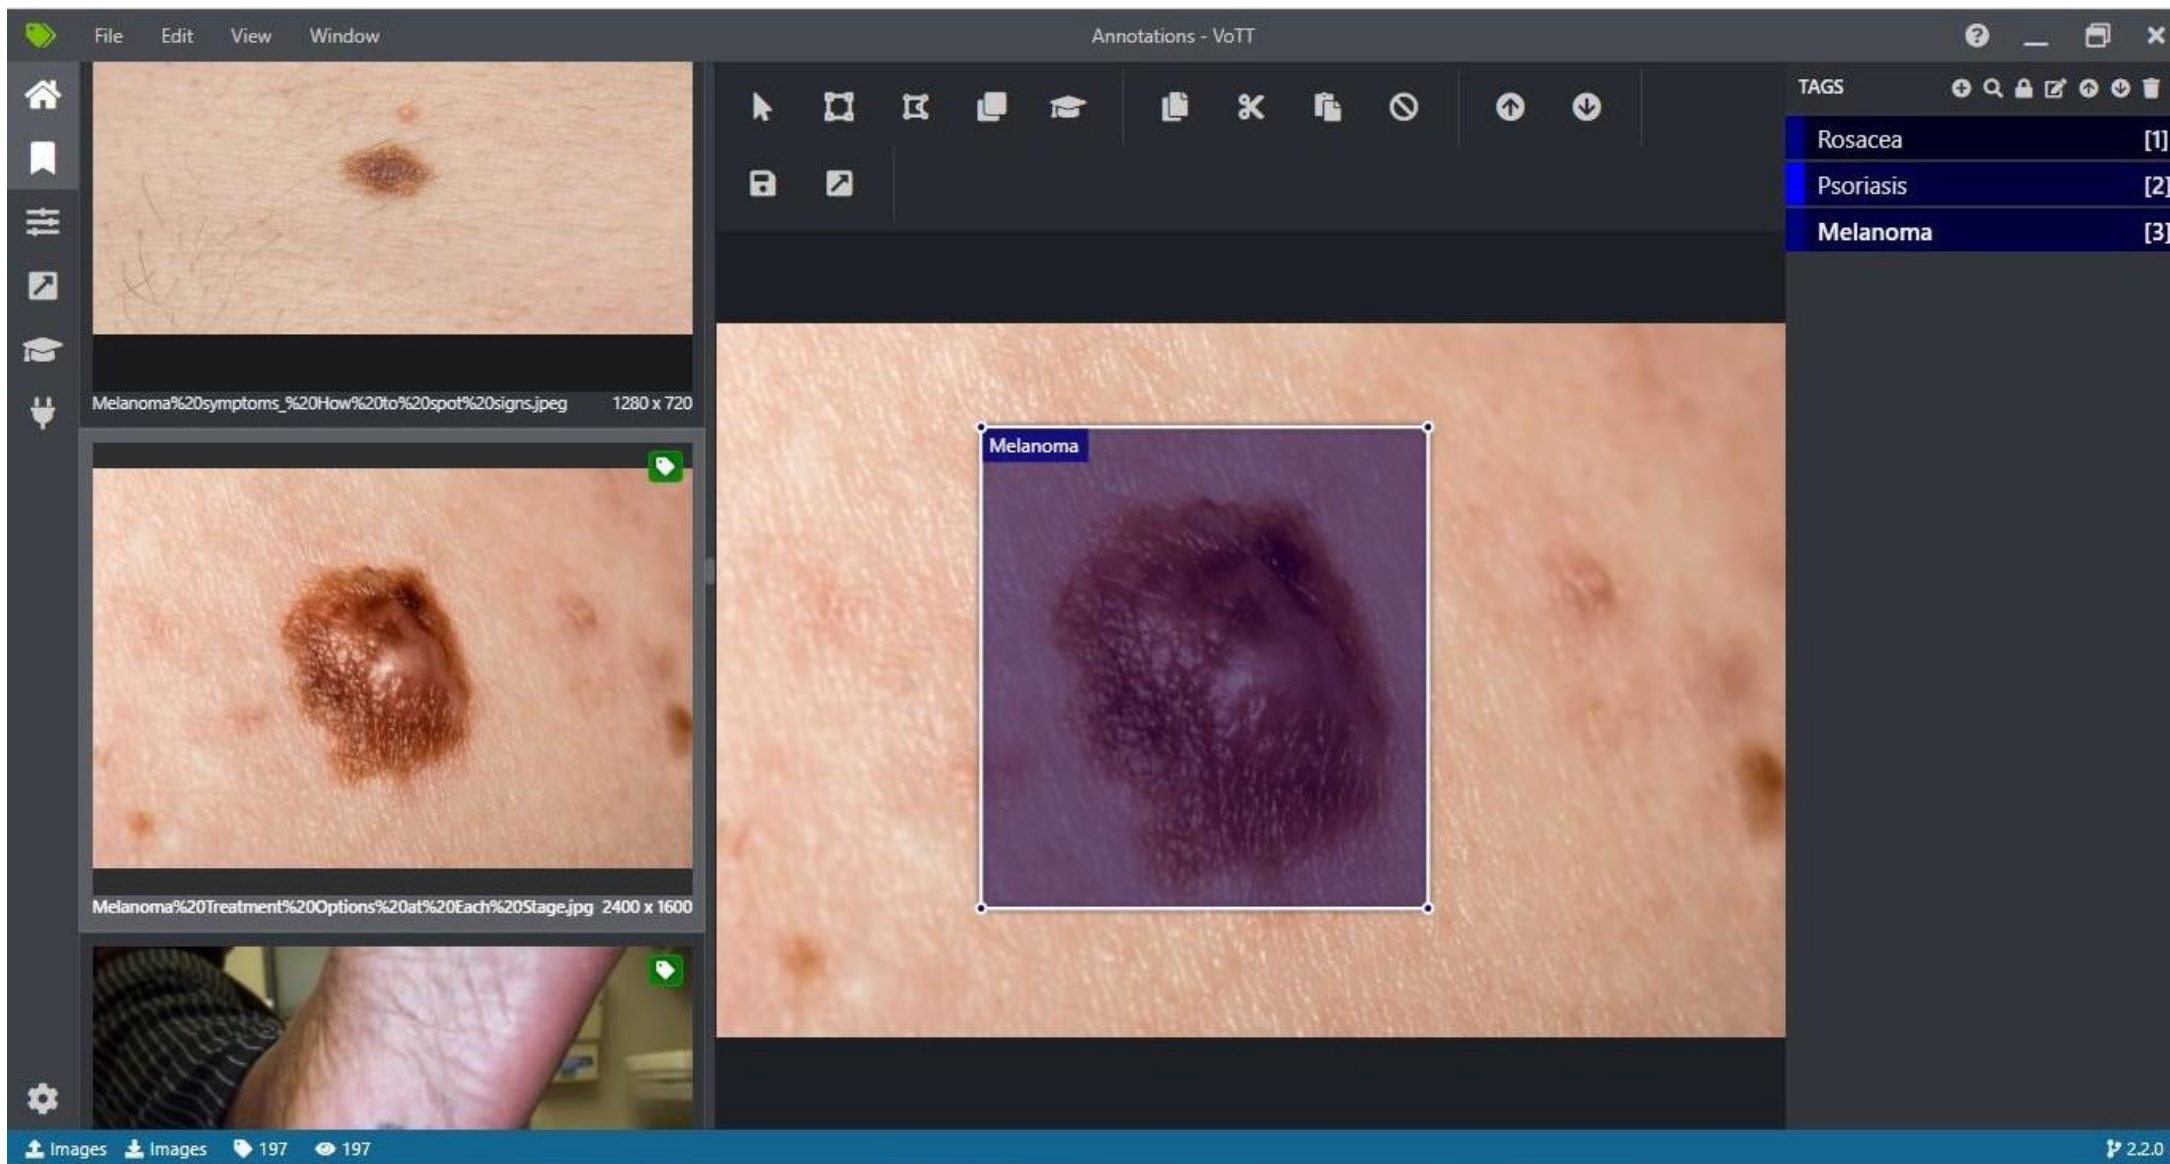 File Edit View Window Annotations - VoTT
TAGS
Rosacea [1]
Psoriasis [2]
Melanoma [3]
Melanoma%20symptoms_%20How%20to%20spot%20signs.jpeg 1280 x 720
Melanoma
Melanoma%20Treatment%20Options%20at%20Each%20Stage.jpg 2400 x 1600
Images Images 197 197 2.2.0